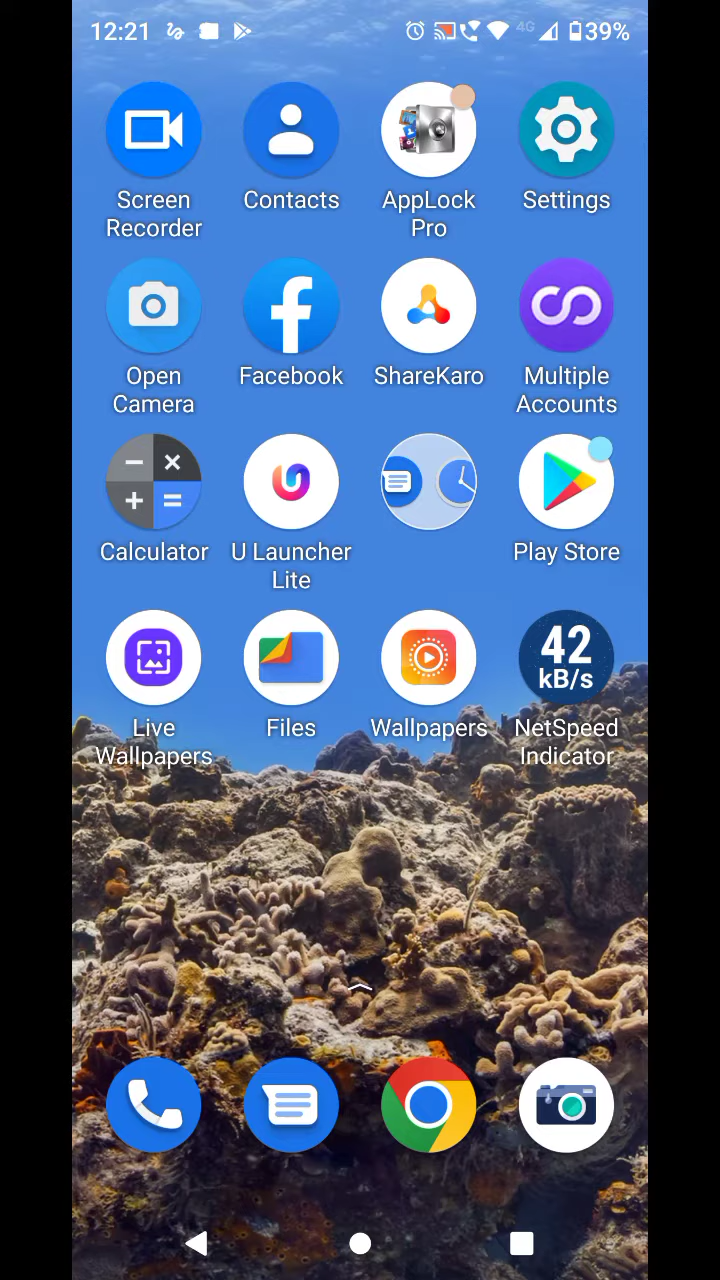 12:21 4G 39%
Screen Recorder
Contacts
AppLock Pro
Settings
Open Camera
Facebook
ShareKaro
Multiple Accounts
Calculator
U Launcher Lite
Play Store
Live Wallpapers
Files
Wallpapers
42 kB/s
NetSpeed Indicator